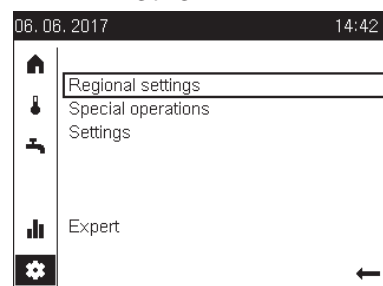 06. 06. 2017 14:42
Regional settings
Special operations
Settings
Expert